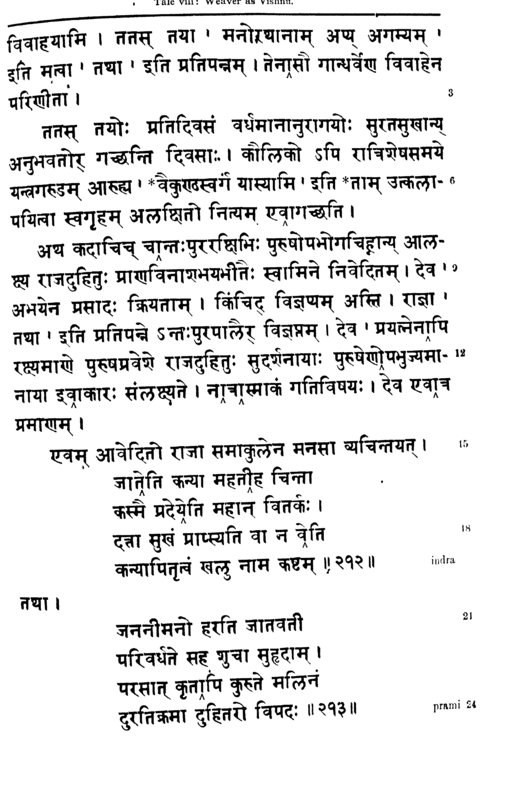 Tale viii: Weaver as Vishnu.
विवाहयामि । ततस् तया ' मनोरथानाम् अप्य् अगम्यम् '
इति मत्वा ' तथा ' इति प्रतिपन्नम् । तेनासौ गान्धर्वेण विवाहेन
परिणीता । 3
ततस् तयोः प्रतिदिवसं वर्धमानानुरागयोः सुरतसुखान्य्
अनुभवतोर् गच्छन्ति दिवसाः । कौलिको ऽपि रात्रिशेषसमये
यन्त्रगरुडम् आरुह्य ' *वैकुण्ठस्वर्गं यास्यामि ' इति *ताम् उत्कला- 6
पयित्वा स्वगृहम् अलक्षितो नित्यम् एवागच्छति ।
अथ कदाचिच् चान्तःपुररक्षिभिः पुरुषोपभोगचिह्नान्य् आल-
क्ष्य राजदुहितुः प्राणविनाशभयभीतैः स्वामिने निवेदितम् । देव ' 9
अभयेन प्रसादः क्रियताम् । किंचिद् विज्ञप्यम् अस्ति । राज्ञा '
तथा ' इति प्रतिपन्ने ऽन्तःपुरपालैर् विज्ञप्तम् । देव ' प्रयत्नेनापि
रक्ष्यमाणे पुरुषप्रवेशे राजदुहितुः सुदर्शनायाः पुरुषेणोपभुज्यमा- 12
नाया इवाकारः संलक्ष्यते । नात्रास्माकं गतिविषयः । देव एवात्र
प्रमाणम् ।
एवम् आवेदितो राजा समाकुलेन मनसा व्यचिन्तयत् । 15
जातेति कन्या महतीह चिन्ता
कस्मै प्रदेयेति महान् वितर्कः ।
दत्ता सुखं प्राप्स्यति वा न वेति 18
कन्यापितृत्वं खलु नाम कष्टम् ॥ २१२ ॥ indra
तथा ।
जननीमनो हरति जातवती 21
परिवर्धते सह शुचा सुहृदाम् ।
परसात् कृतापि कुरुते मलिनं
दुरतिक्रमा दुहितरो विपदः ॥ २१३ ॥ prami 24